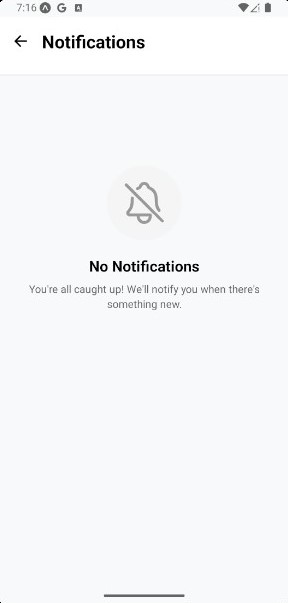 7:16
Notifications
No Notifications
You're all caught up! We'll notify you when there's
something new.